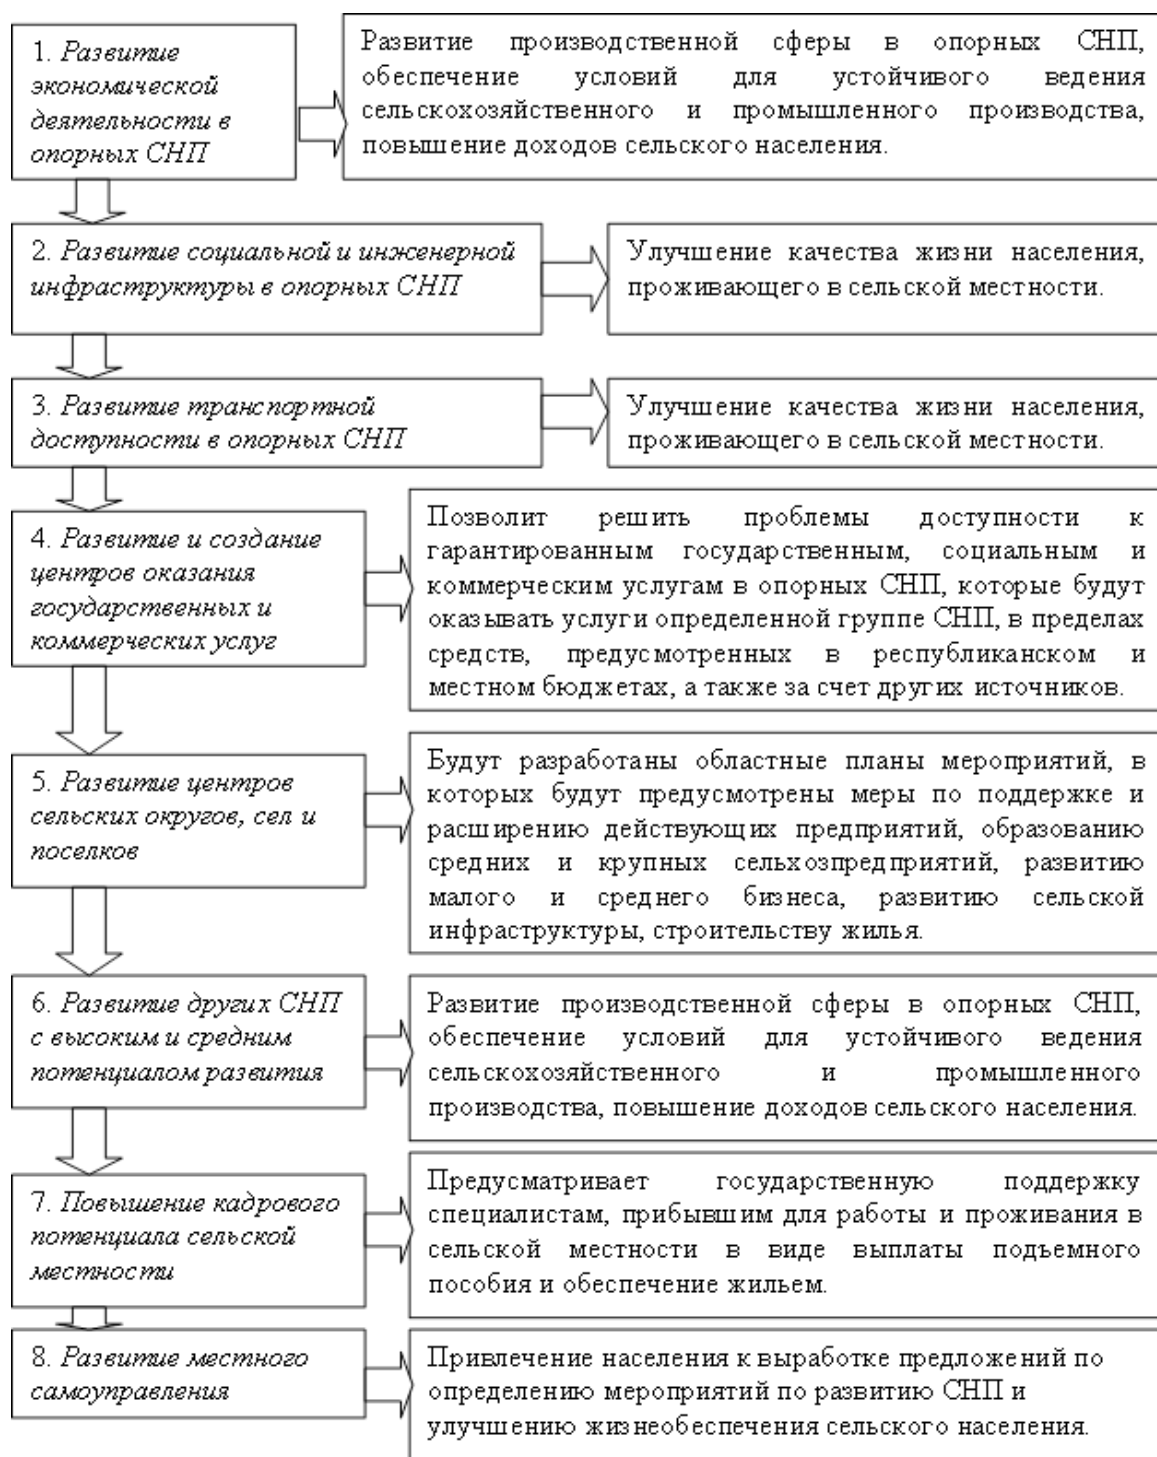 1. Развитие
экономической
деятельности в
опорных СНП
Развитие производственной сферы в опорных СНП,
обеспечение условий для устойчивого ведения
сельскохозяйственного и промышленного производства,
повышение доходов сельского населения.
2. Развитие социальной и инженерной
инфраструктуры в опорных СНП
Улучшение качества жизни населения,
проживающего в сельской местности.
3. Развитие транспортной
доступности в опорных СНП
Улучшение качества жизни населения,
проживающего в сельской местности.
4. Развитие и создание
центров оказания
государственных и
коммерческих услуг
Позволит решить проблемы доступности к
гарантированным государственным, социальным и
коммерческим услугам в опорных СНП, которые будут
оказывать услуги определенной группе СНП, в пределах
средств, предусмотренных в республиканском и
местном бюджетах, а также за счет других источников.
5. Развитие центров
сельских округов, сел и
поселков
Будут разработаны областные планы мероприятий, в
которых будут предусмотрены меры по поддержке и
расширению действующих предприятий, образованию
средних и крупных сельхозпредприятий, развитию
малого и среднего бизнеса, развитию сельской
инфраструктуры, строительству жилья.
6. Развитие других СНП
с высоким и средним
потенциалом развития
Развитие производственной сферы в опорных СНП,
обеспечение условий для устойчивого ведения
сельскохозяйственного и промышленного
производства, повышение доходов сельского населения.
7. Повышение кадрового
потенциала сельской
местности
Предусматривает государственную поддержку
специалистам, прибывшим для работы и проживания в
сельской местности в виде выплаты подъемного
пособия и обеспечение жильем.
8. Развитие местного
самоуправления
Привлечение населения к выработке предложений по
определению мероприятий по развитию СНП и
улучшению жизнеобеспечения сельского населения.